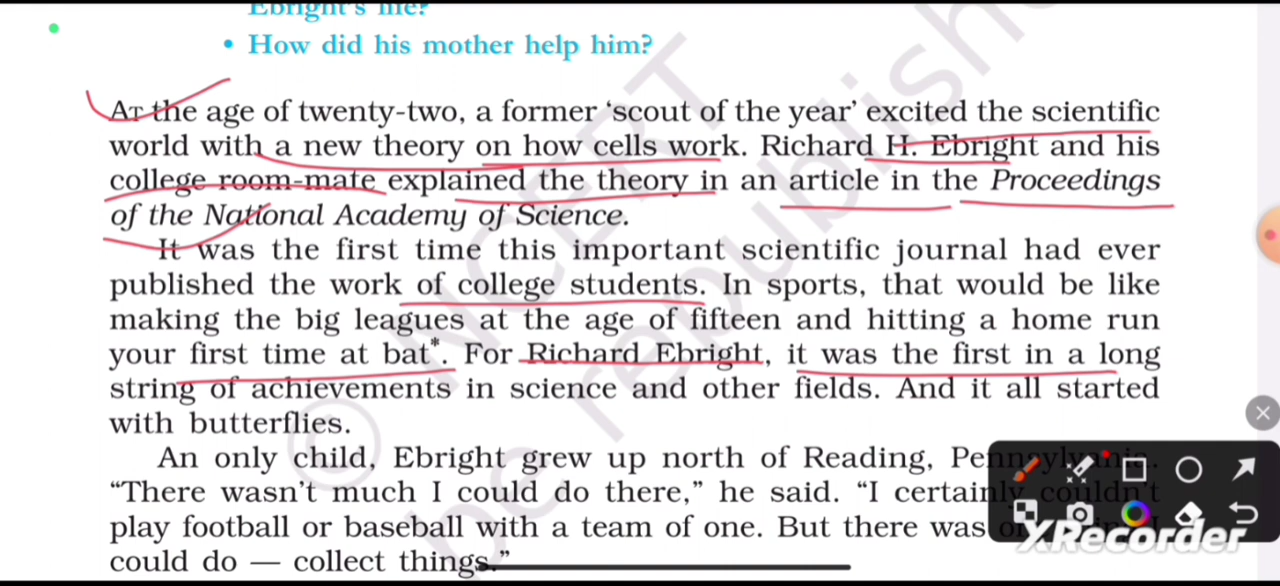 Ebright's life?
• How did his mother help him?
AT the age of twenty-two, a former ‘scout of the year’ excited the scientific
world with a new theory on how cells work. Richard H. Ebright and his
college room-mate explained the theory in an article in the Proceedings
of the National Academy of Science.
It was the first time this important scientific journal had ever
published the work of college students. In sports, that would be like
making the big leagues at the age of fifteen and hitting a home run
your first time at bat*. For Richard Ebright, it was the first in a long
string of achievements in science and other fields. And it all started
with butterflies.
An only child, Ebright grew up north of Reading, Pennsylvania.
“There wasn’t much I could do there,” he said. “I certainly couldn’t
play football or baseball with a team of one. But there was
could do — collect things.”
XRecorder
© NCERT
be republished